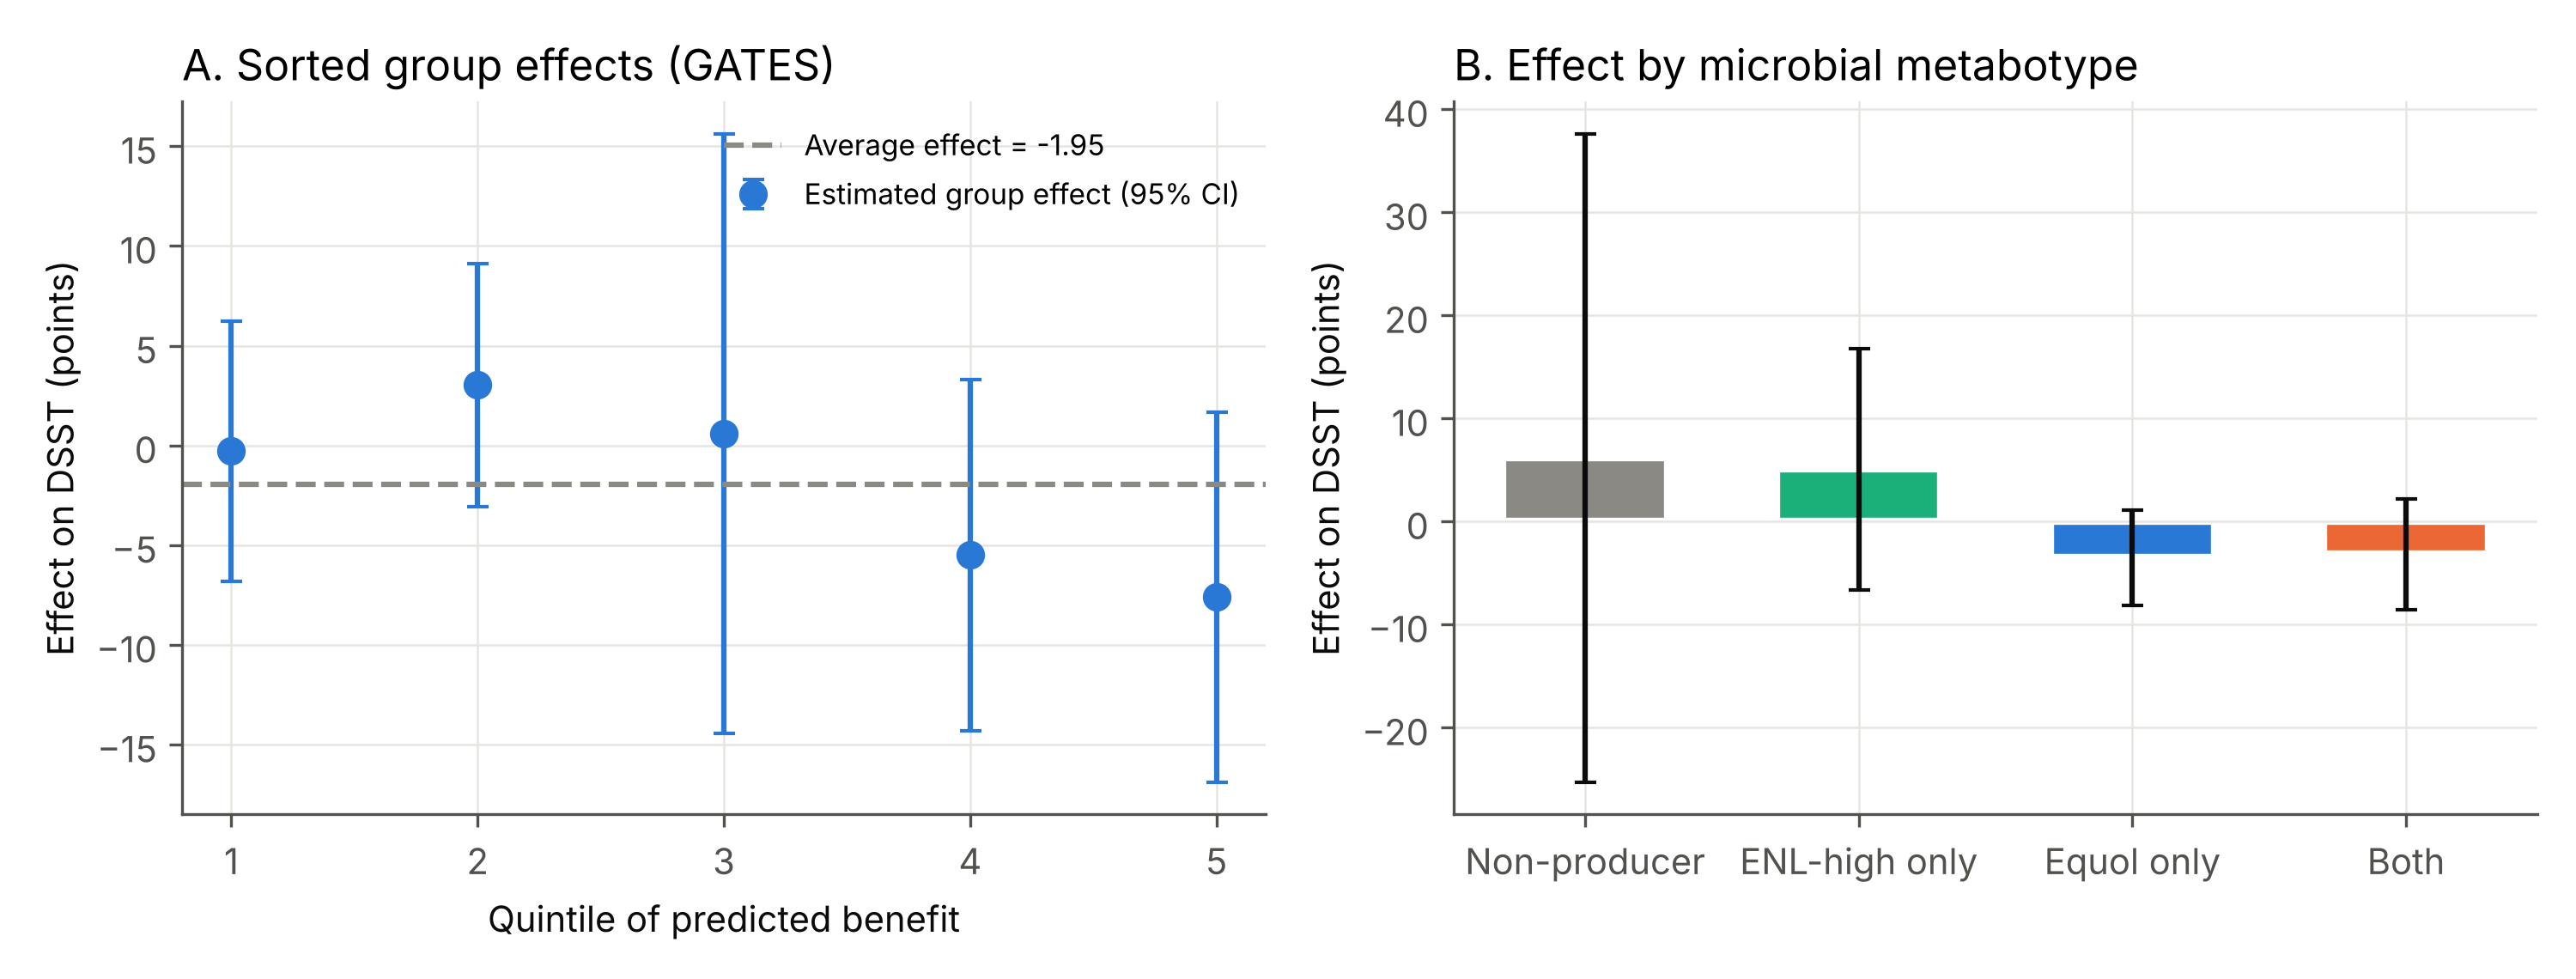 A. Sorted group effects (GATES)
Effect on DSST (points)
15
10
5
0
−5
−10
−15
Average effect = -1.95
Estimated group effect (95% CI)
1 2 3 4 5
Quintile of predicted benefit
B. Effect by microbial metabotype
Effect on DSST (points)
40
30
20
10
0
−10
−20
Non-producer ENL-high only Equol only Both